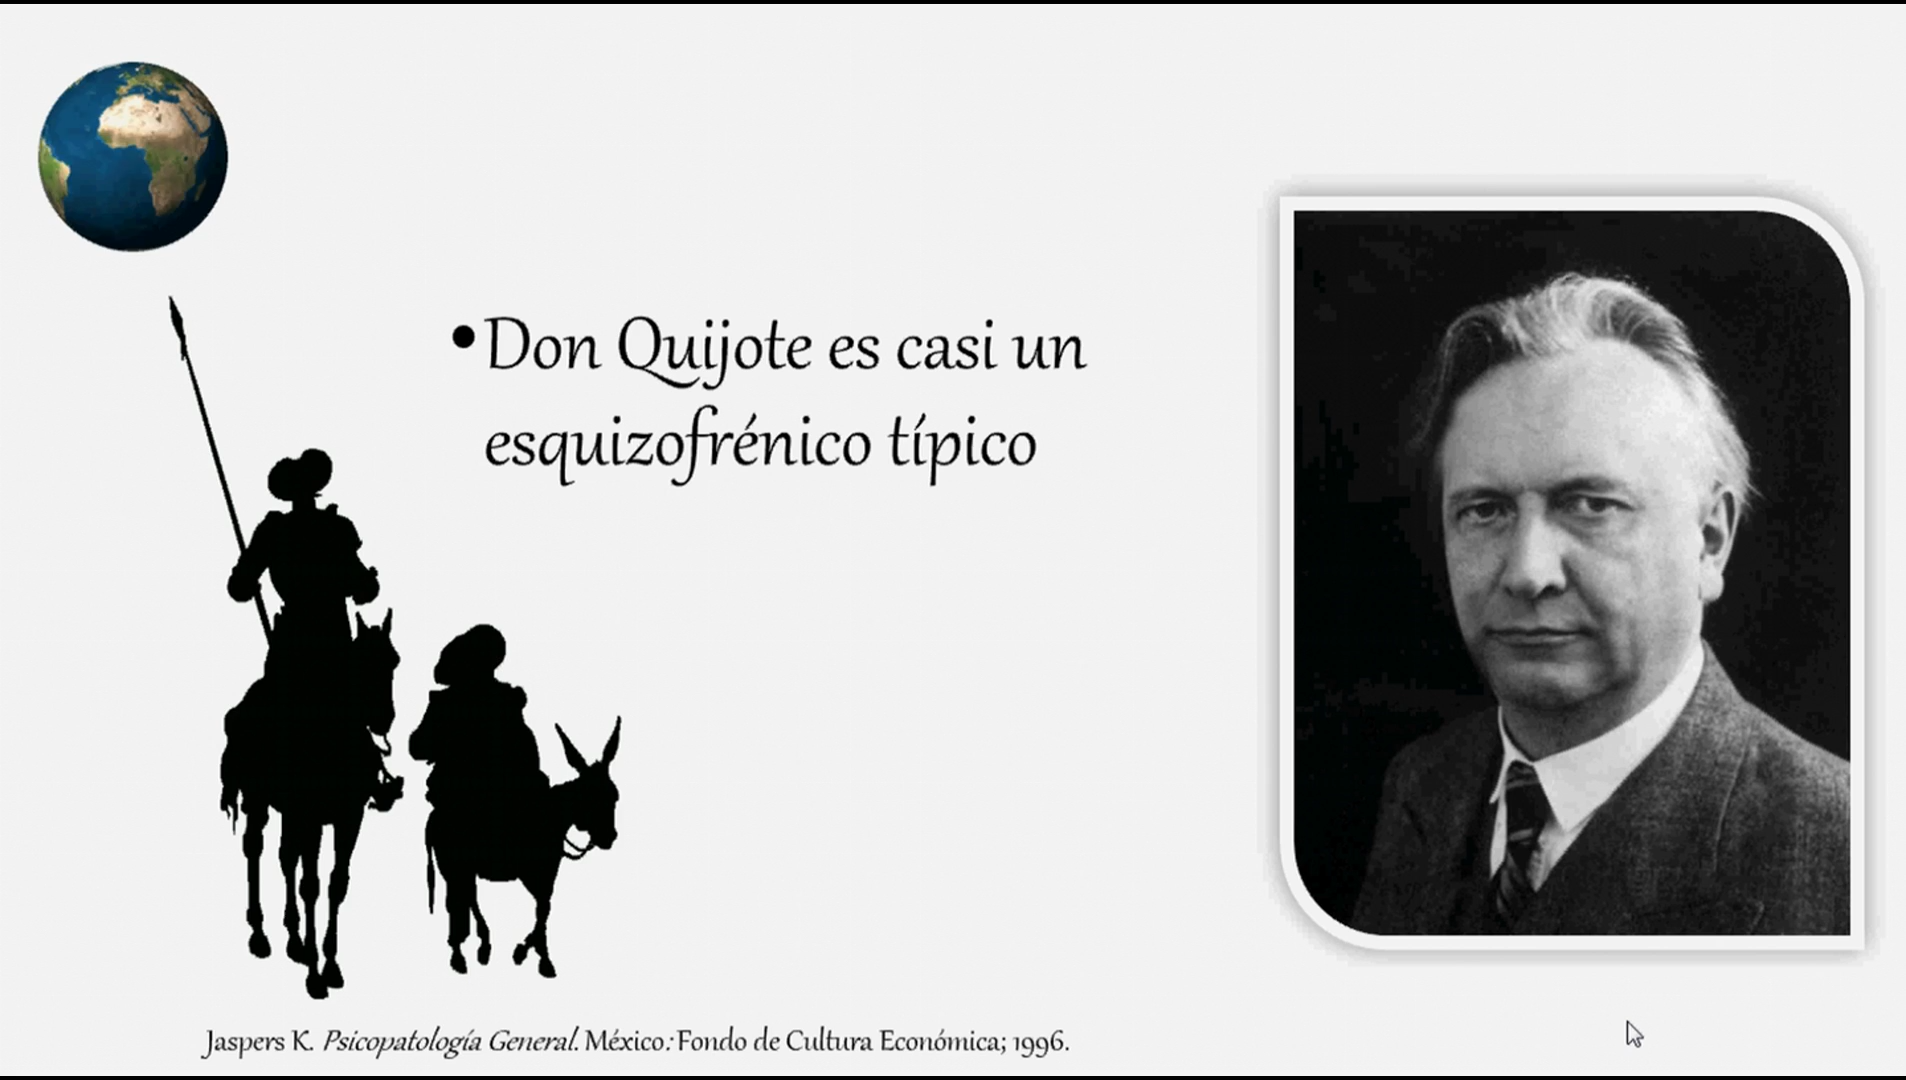 •Don Quijote es casi un
esquizofrénico típico
Jaspers K. Psicopatología General. México: Fondo de Cultura Económica; 1996.